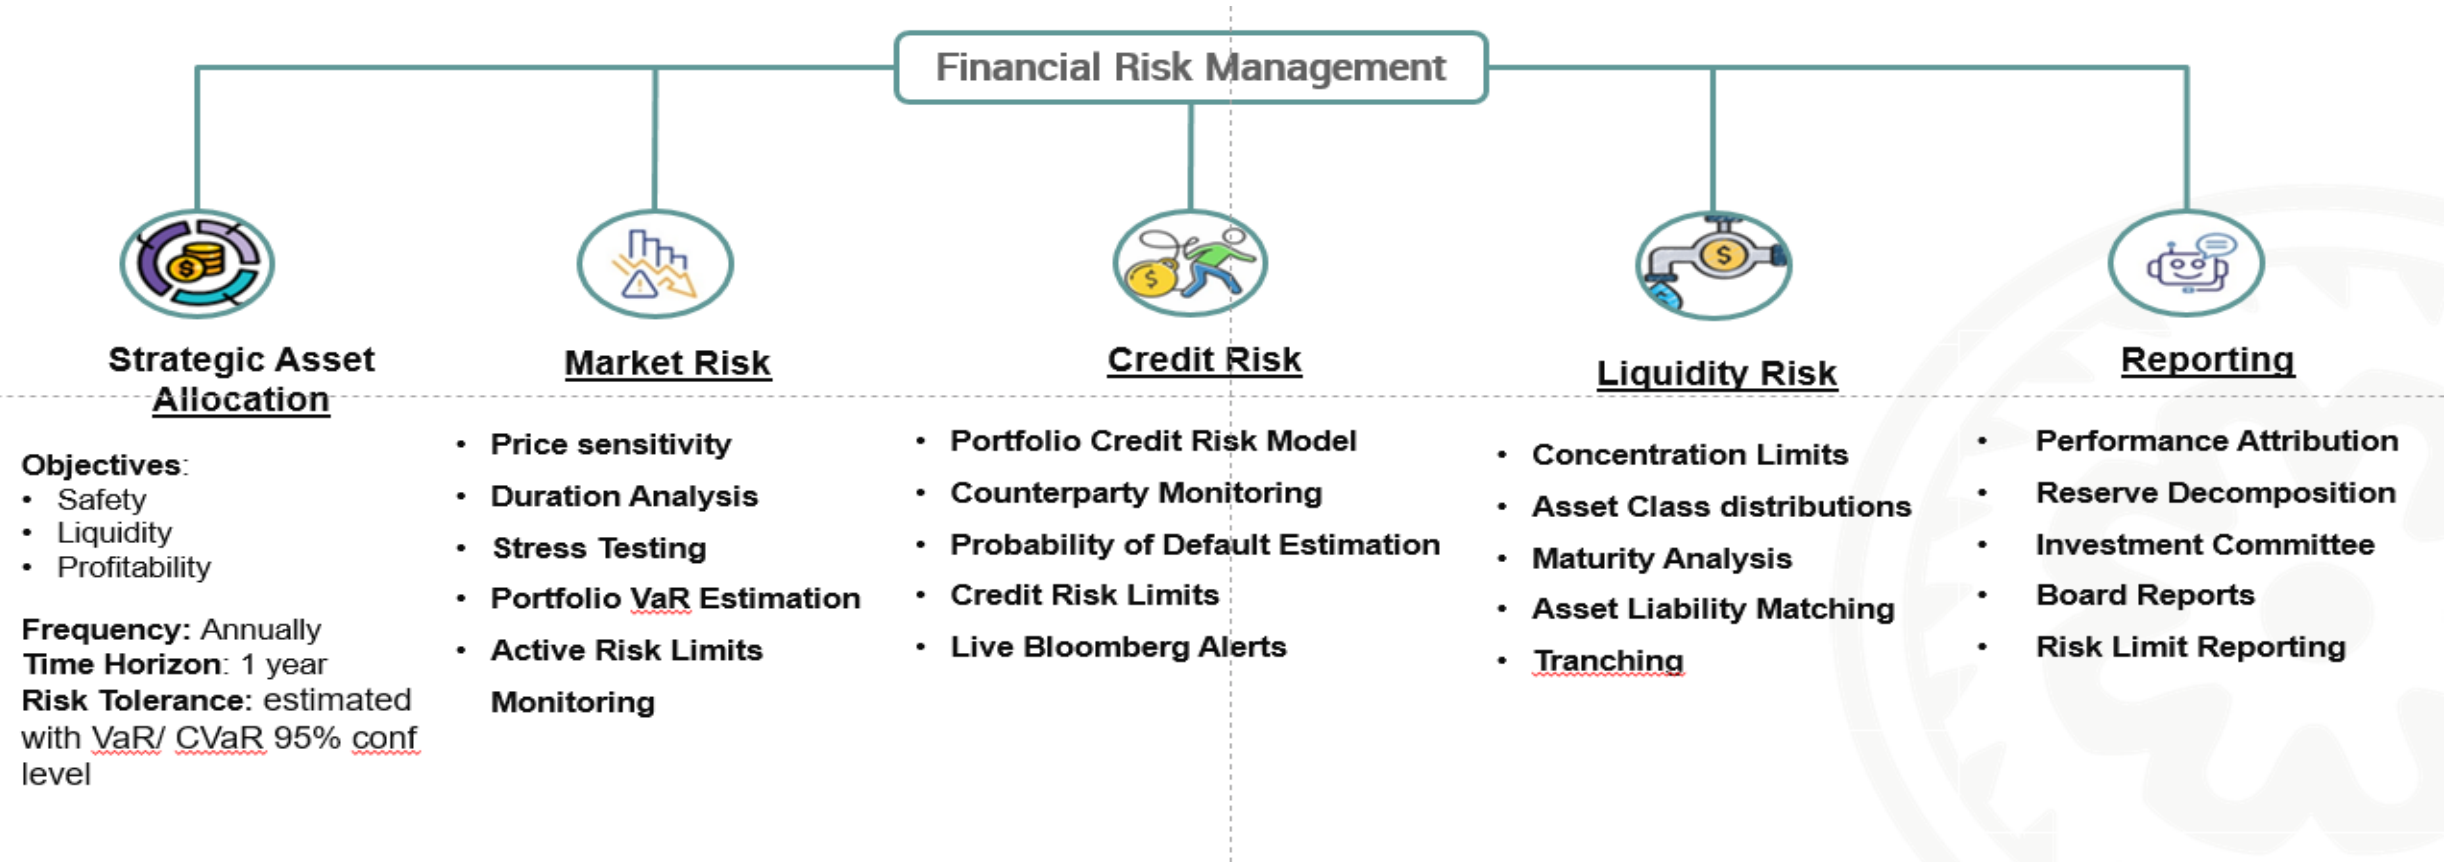 Financial Risk Management
Strategic Asset
Allocation
Objectives:
• Safety
• Liquidity
• Profitability
Frequency: Annually
Time Horizon: 1 year
Risk Tolerance: estimated
with VaR/ CVaR 95% conf
level
Market Risk
• Price sensitivity
• Duration Analysis
• Stress Testing
• Portfolio VaR Estimation
• Active Risk Limits
Monitoring
Credit Risk
• Portfolio Credit Risk Model
• Counterparty Monitoring
• Probability of Default Estimation
• Credit Risk Limits
• Live Bloomberg Alerts
Liquidity Risk
• Concentration Limits
• Asset Class distributions
• Maturity Analysis
• Asset Liability Matching
• Tranching
Reporting
• Performance Attribution
• Reserve Decomposition
• Investment Committee
• Board Reports
• Risk Limit Reporting